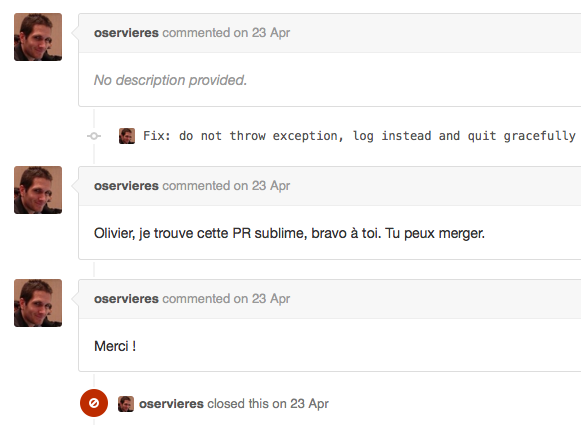 oservieres commented on 23 Apr
No description provided.
Fix: do not throw exception, log instead and quit gracefully
oservieres commented on 23 Apr
Olivier, je trouve cette PR sublime, bravo à toi. Tu peux merger.
oservieres commented on 23 Apr
Merci !
oservieres closed this on 23 Apr